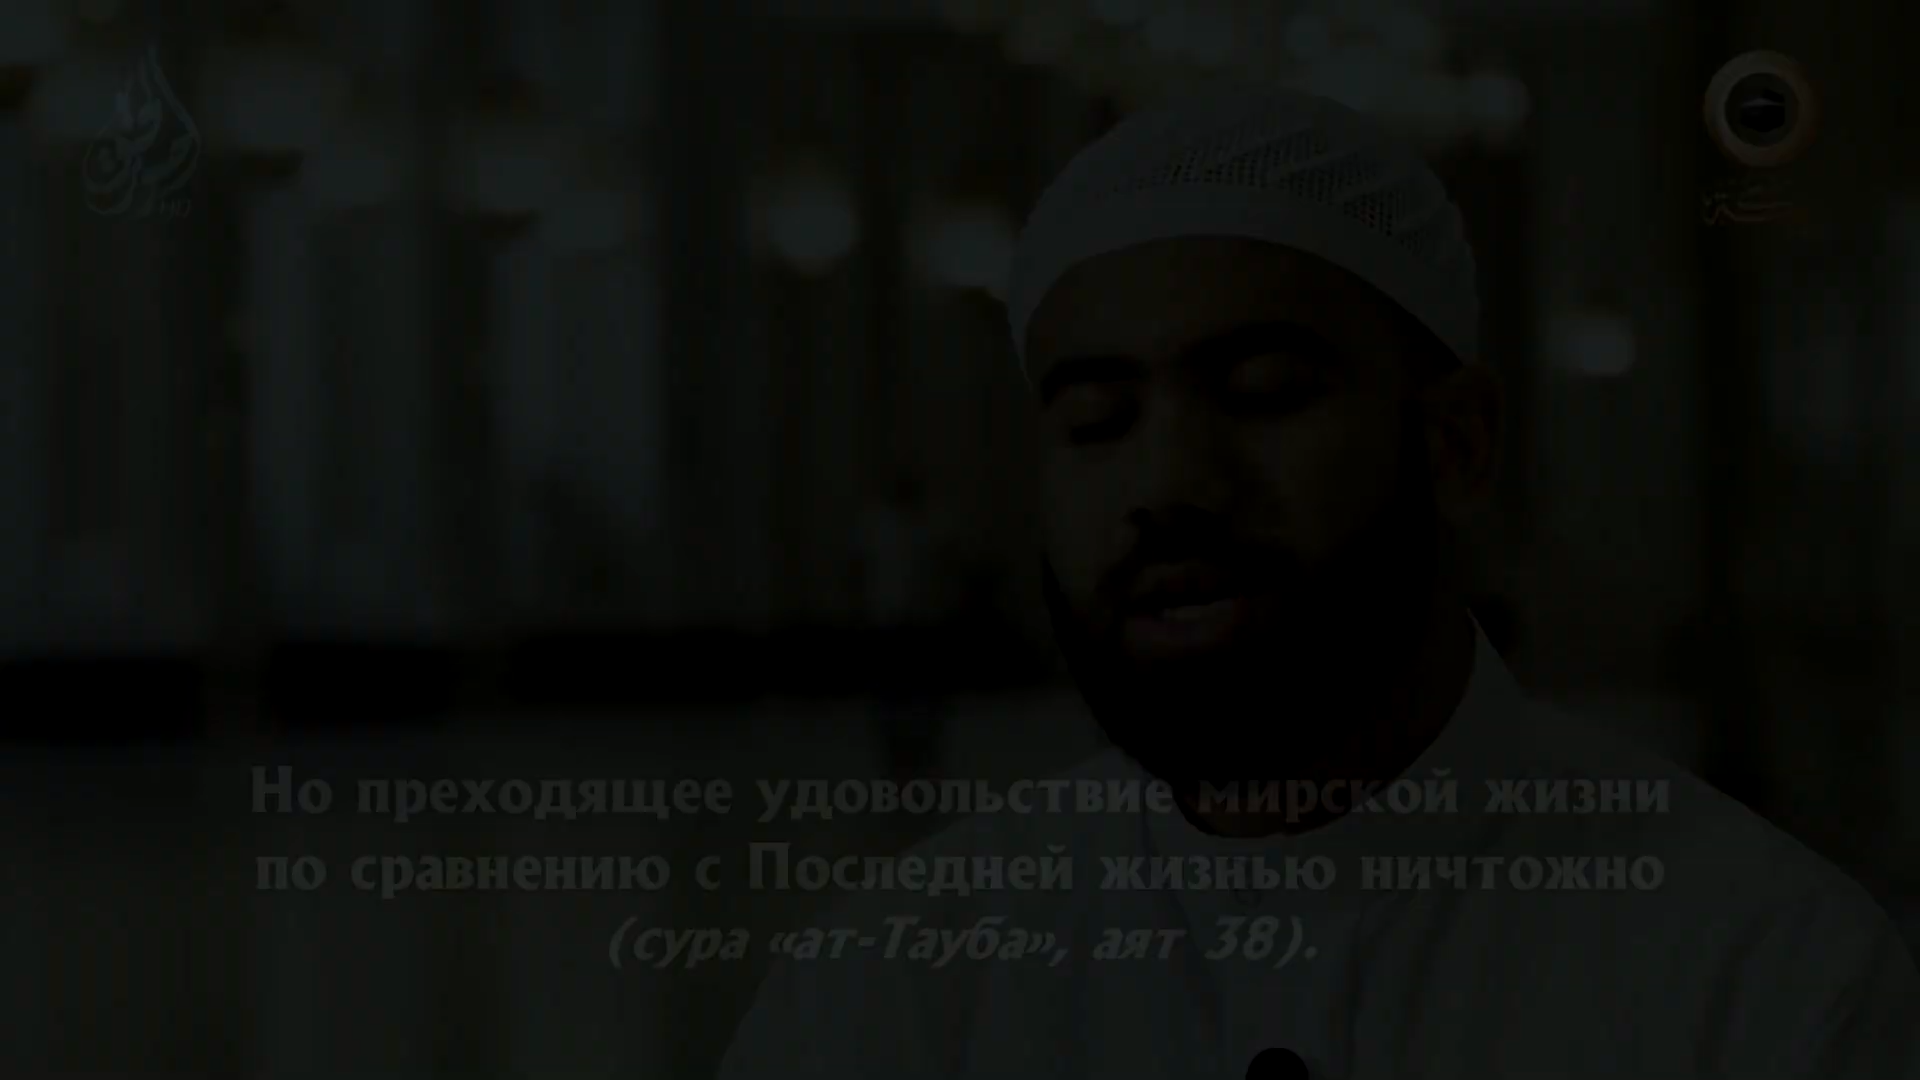 Но преходящее удовольствие мирской жизни
по сравнению с Последней жизнью ничтожно
(сура «ат-Тауба», аят 38).